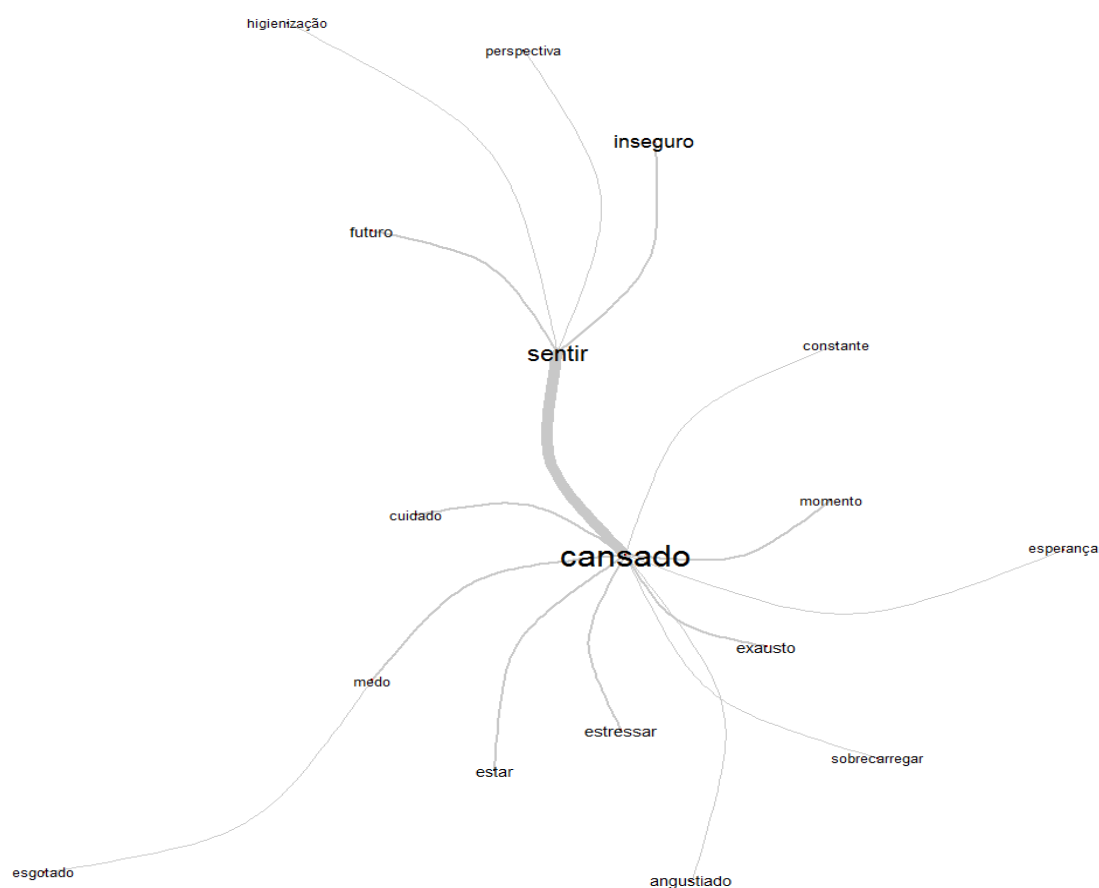 higienização
perspectiva
inseguro
futuro
sentir
constante
momento
cuidado
esperança
cansado
exausto
medo
estressar
sobrecarregar
estar
esgotado
angustiado